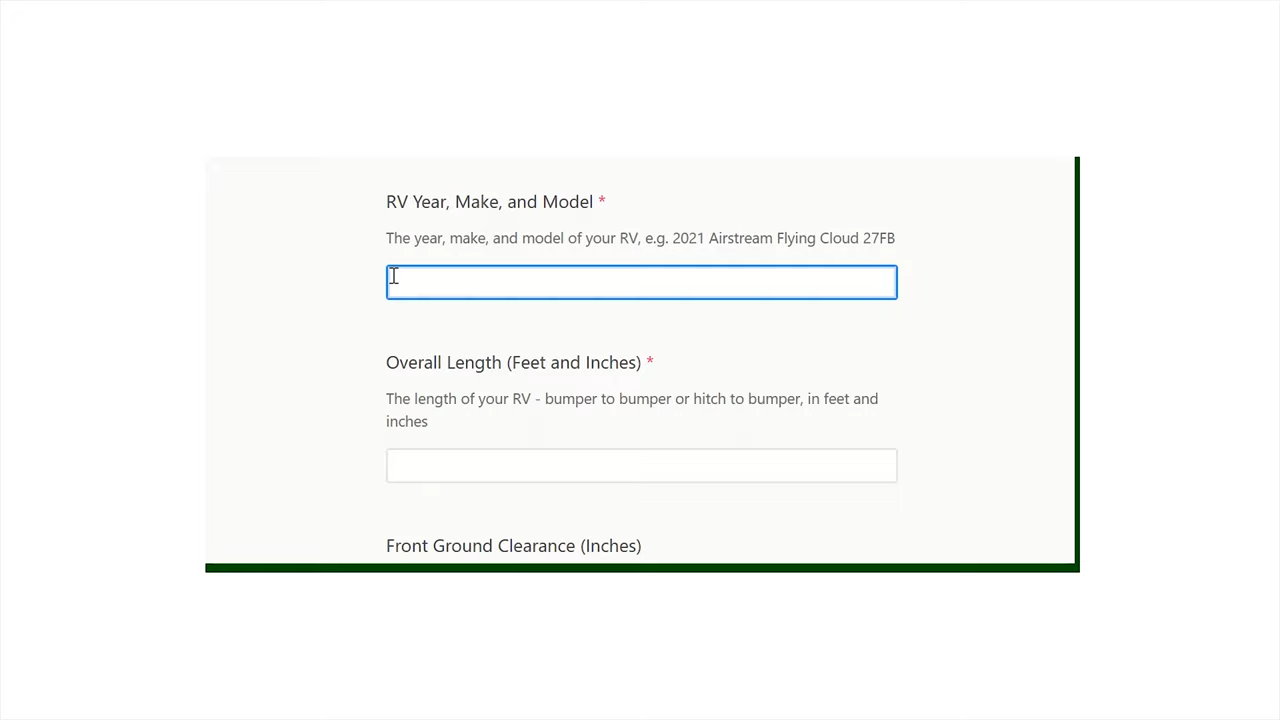 RV Year, Make, and Model *
The year, make, and model of your RV, e.g. 2021 Airstream Flying Cloud 27FB
Overall Length (Feet and Inches) *
The length of your RV - bumper to bumper or hitch to bumper, in feet and
inches
Front Ground Clearance (Inches)